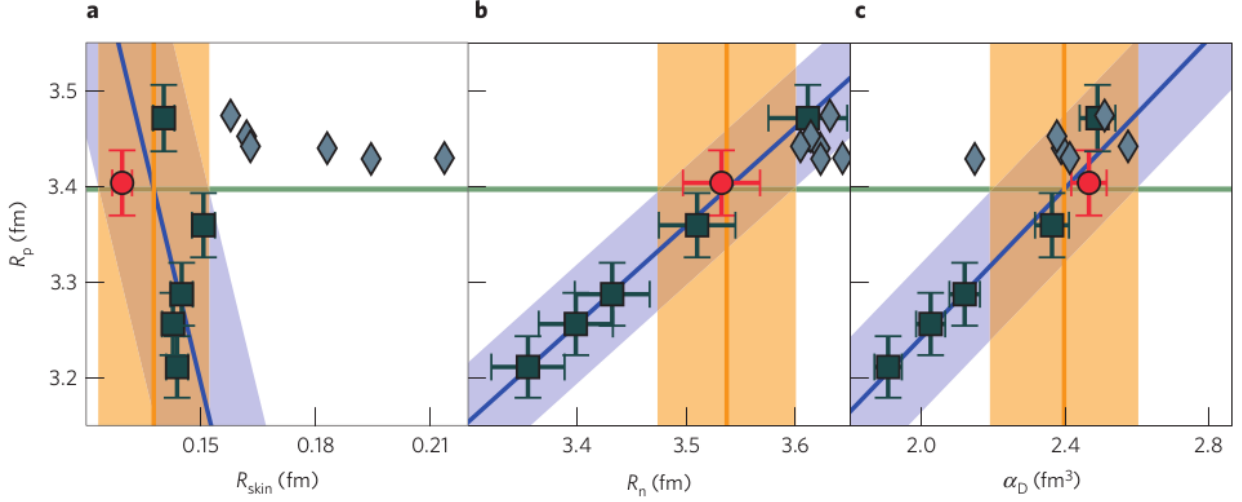 a
b
c
3.5
3.4
3.3
3.2
R_p (fm)
0.15
0.18
0.21
3.4
3.5
3.6
2.0
2.4
2.8
R_skin (fm)
R_n (fm)
α_D (fm³)